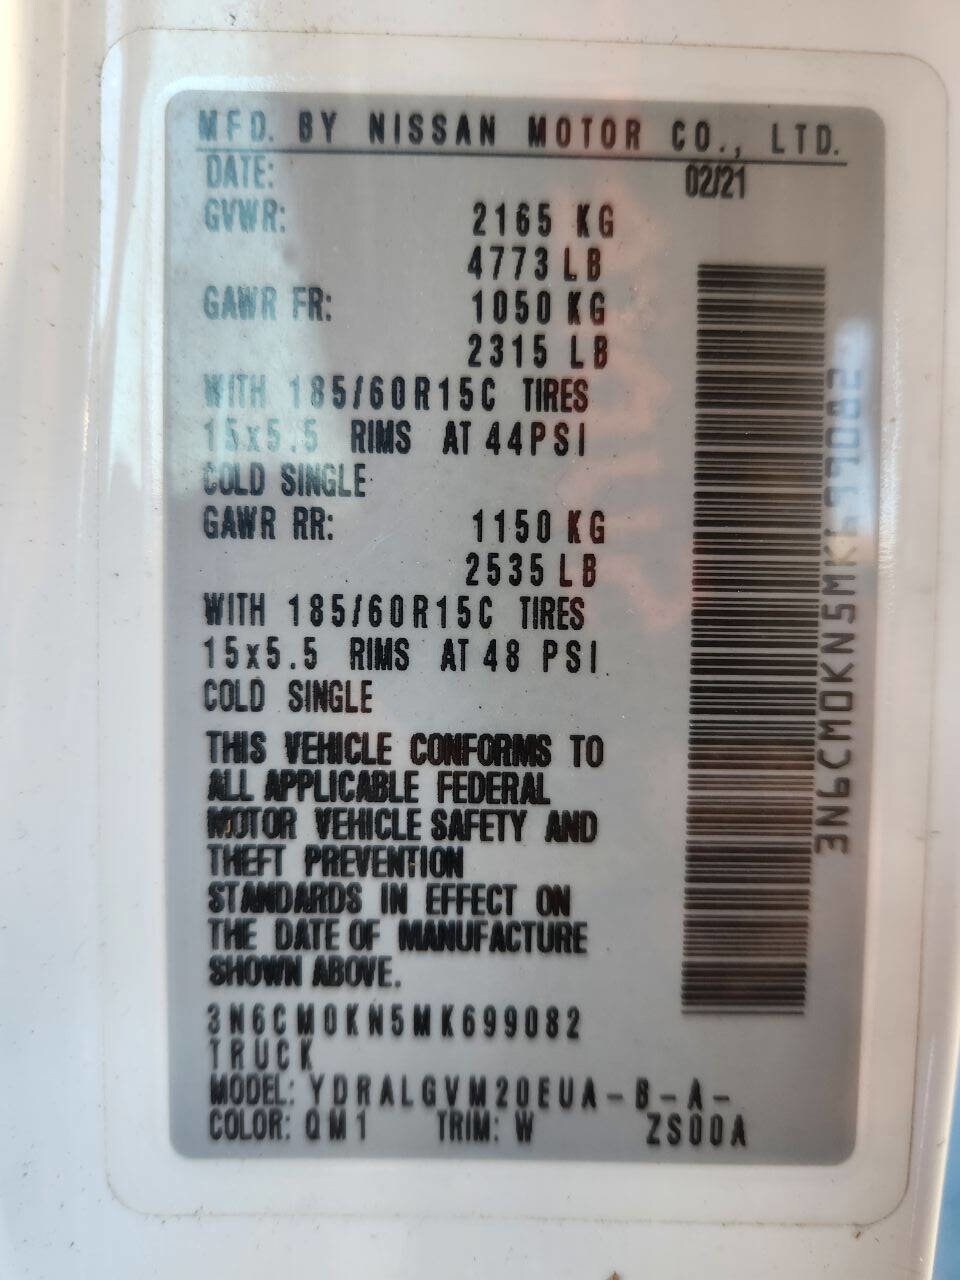 MFD. BY NISSAN MOTOR CO., LTD.
DATE: 02/21
GVWR: 2165 KG
4773 LB
GAWR FR: 1050 KG
2315 LB
WITH 185/60R15C TIRES
15x5.5 RIMS AT 44PSI
COLD SINGLE
GAWR RR: 1150 KG
2535 LB
WITH 185/60R15C TIRES
15x5.5 RIMS AT 48 PSI
COLD SINGLE
THIS VEHICLE CONFORMS TO
ALL APPLICABLE FEDERAL
MOTOR VEHICLE SAFETY AND
THEFT PREVENTION
STANDARDS IN EFFECT ON
THE DATE OF MANUFACTURE
SHOWN ABOVE.
3N6CM0KN5MK699082
TRUCK
MODEL: YDRALGVM20EUA-B-A-
COLOR: QM1 TRIM: W ZS00A
3N6CM0KN5MK699082